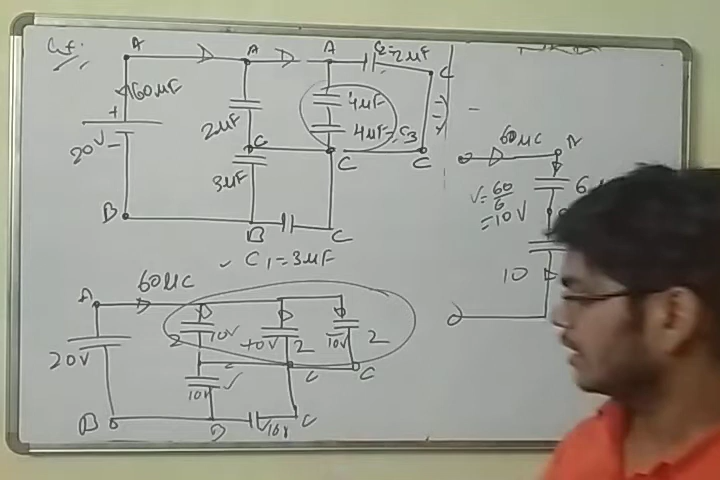 A A A C₂=2μF
60μF C
4μF
+
20V - 2μF C 4μF=C₃
C C
3μF
B B C
C₁=3μF
60μC N
V=60/6 6
=10V
10
A 60μC
20V 2 10V 10V 2 10V 2
C C C
10V
B B 10V C